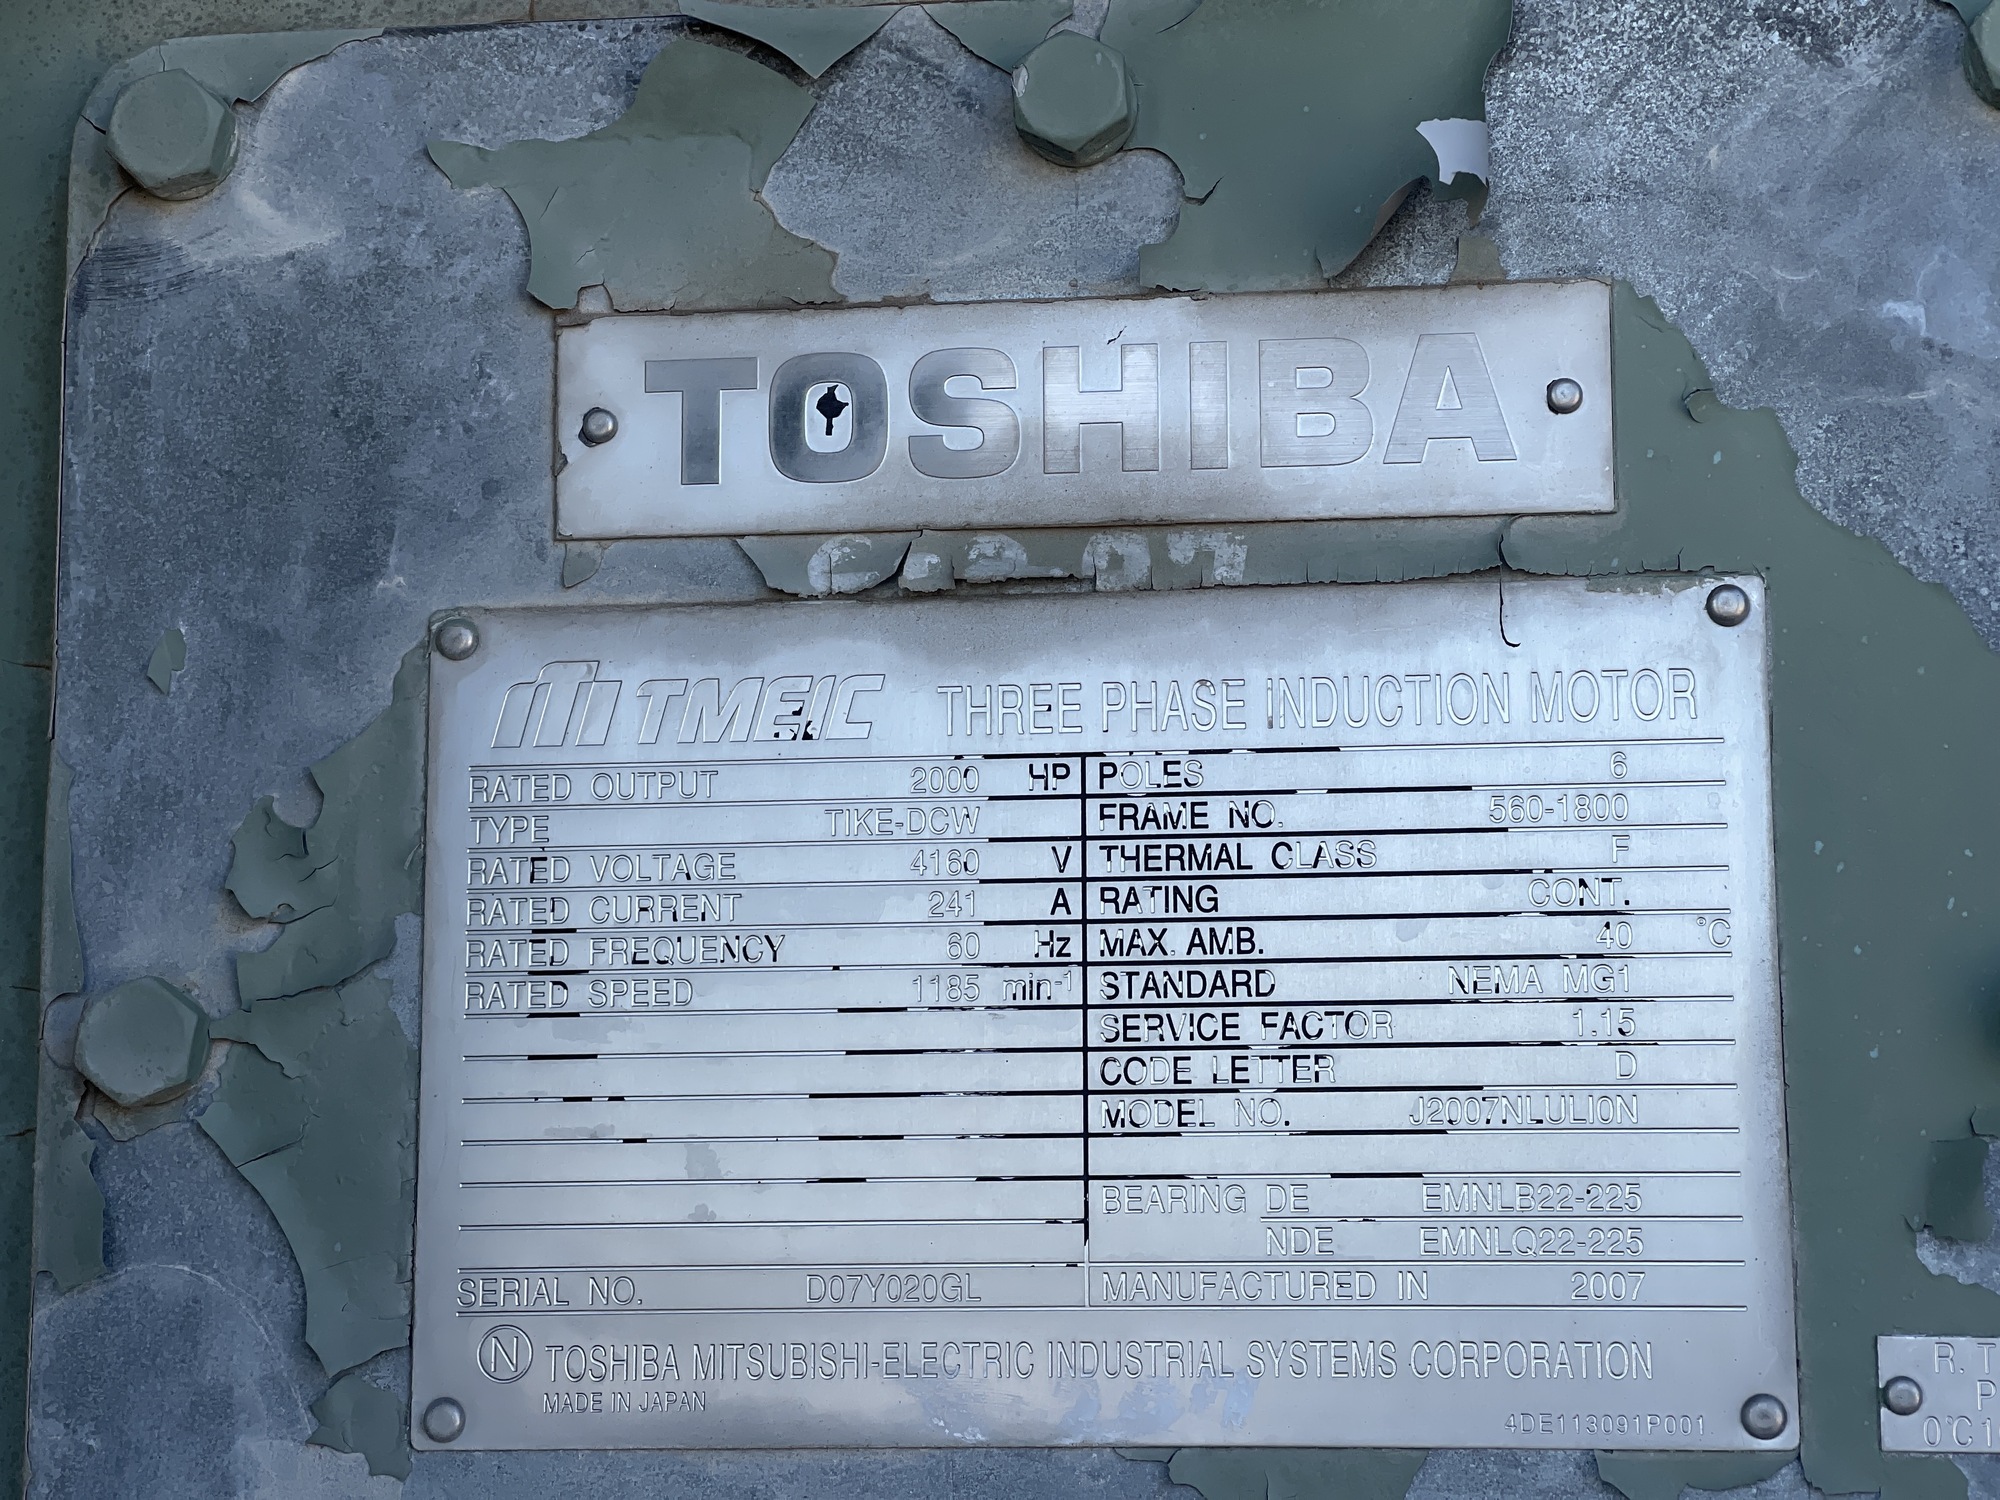 TOSHIBA
TMEIC THREE PHASE INDUCTION MOTOR
RATED OUTPUT 2000 HP
TYPE TIKE-DCW
RATED VOLTAGE 4160 V
RATED CURRENT 241 A
RATED FREQUENCY 60 Hz
RATED SPEED 1185 min-1
SERIAL NO. D07Y020GL
POLES 6
FRAME NO. 560-1800
THERMAL CLASS F
RATING CONT.
MAX. AMB. 40 °C
STANDARD NEMA MG1
SERVICE FACTOR 1.15
CODE LETTER D
MODEL NO. J2007NLULI0N
BEARING DE EMNLB22-225
NDE EMNLQ22-225
MANUFACTURED IN 2007
N TOSHIBA MITSUBISHI-ELECTRIC INDUSTRIAL SYSTEMS CORPORATION
MADE IN JAPAN
4DE113091P001
R. T
P
0°C1